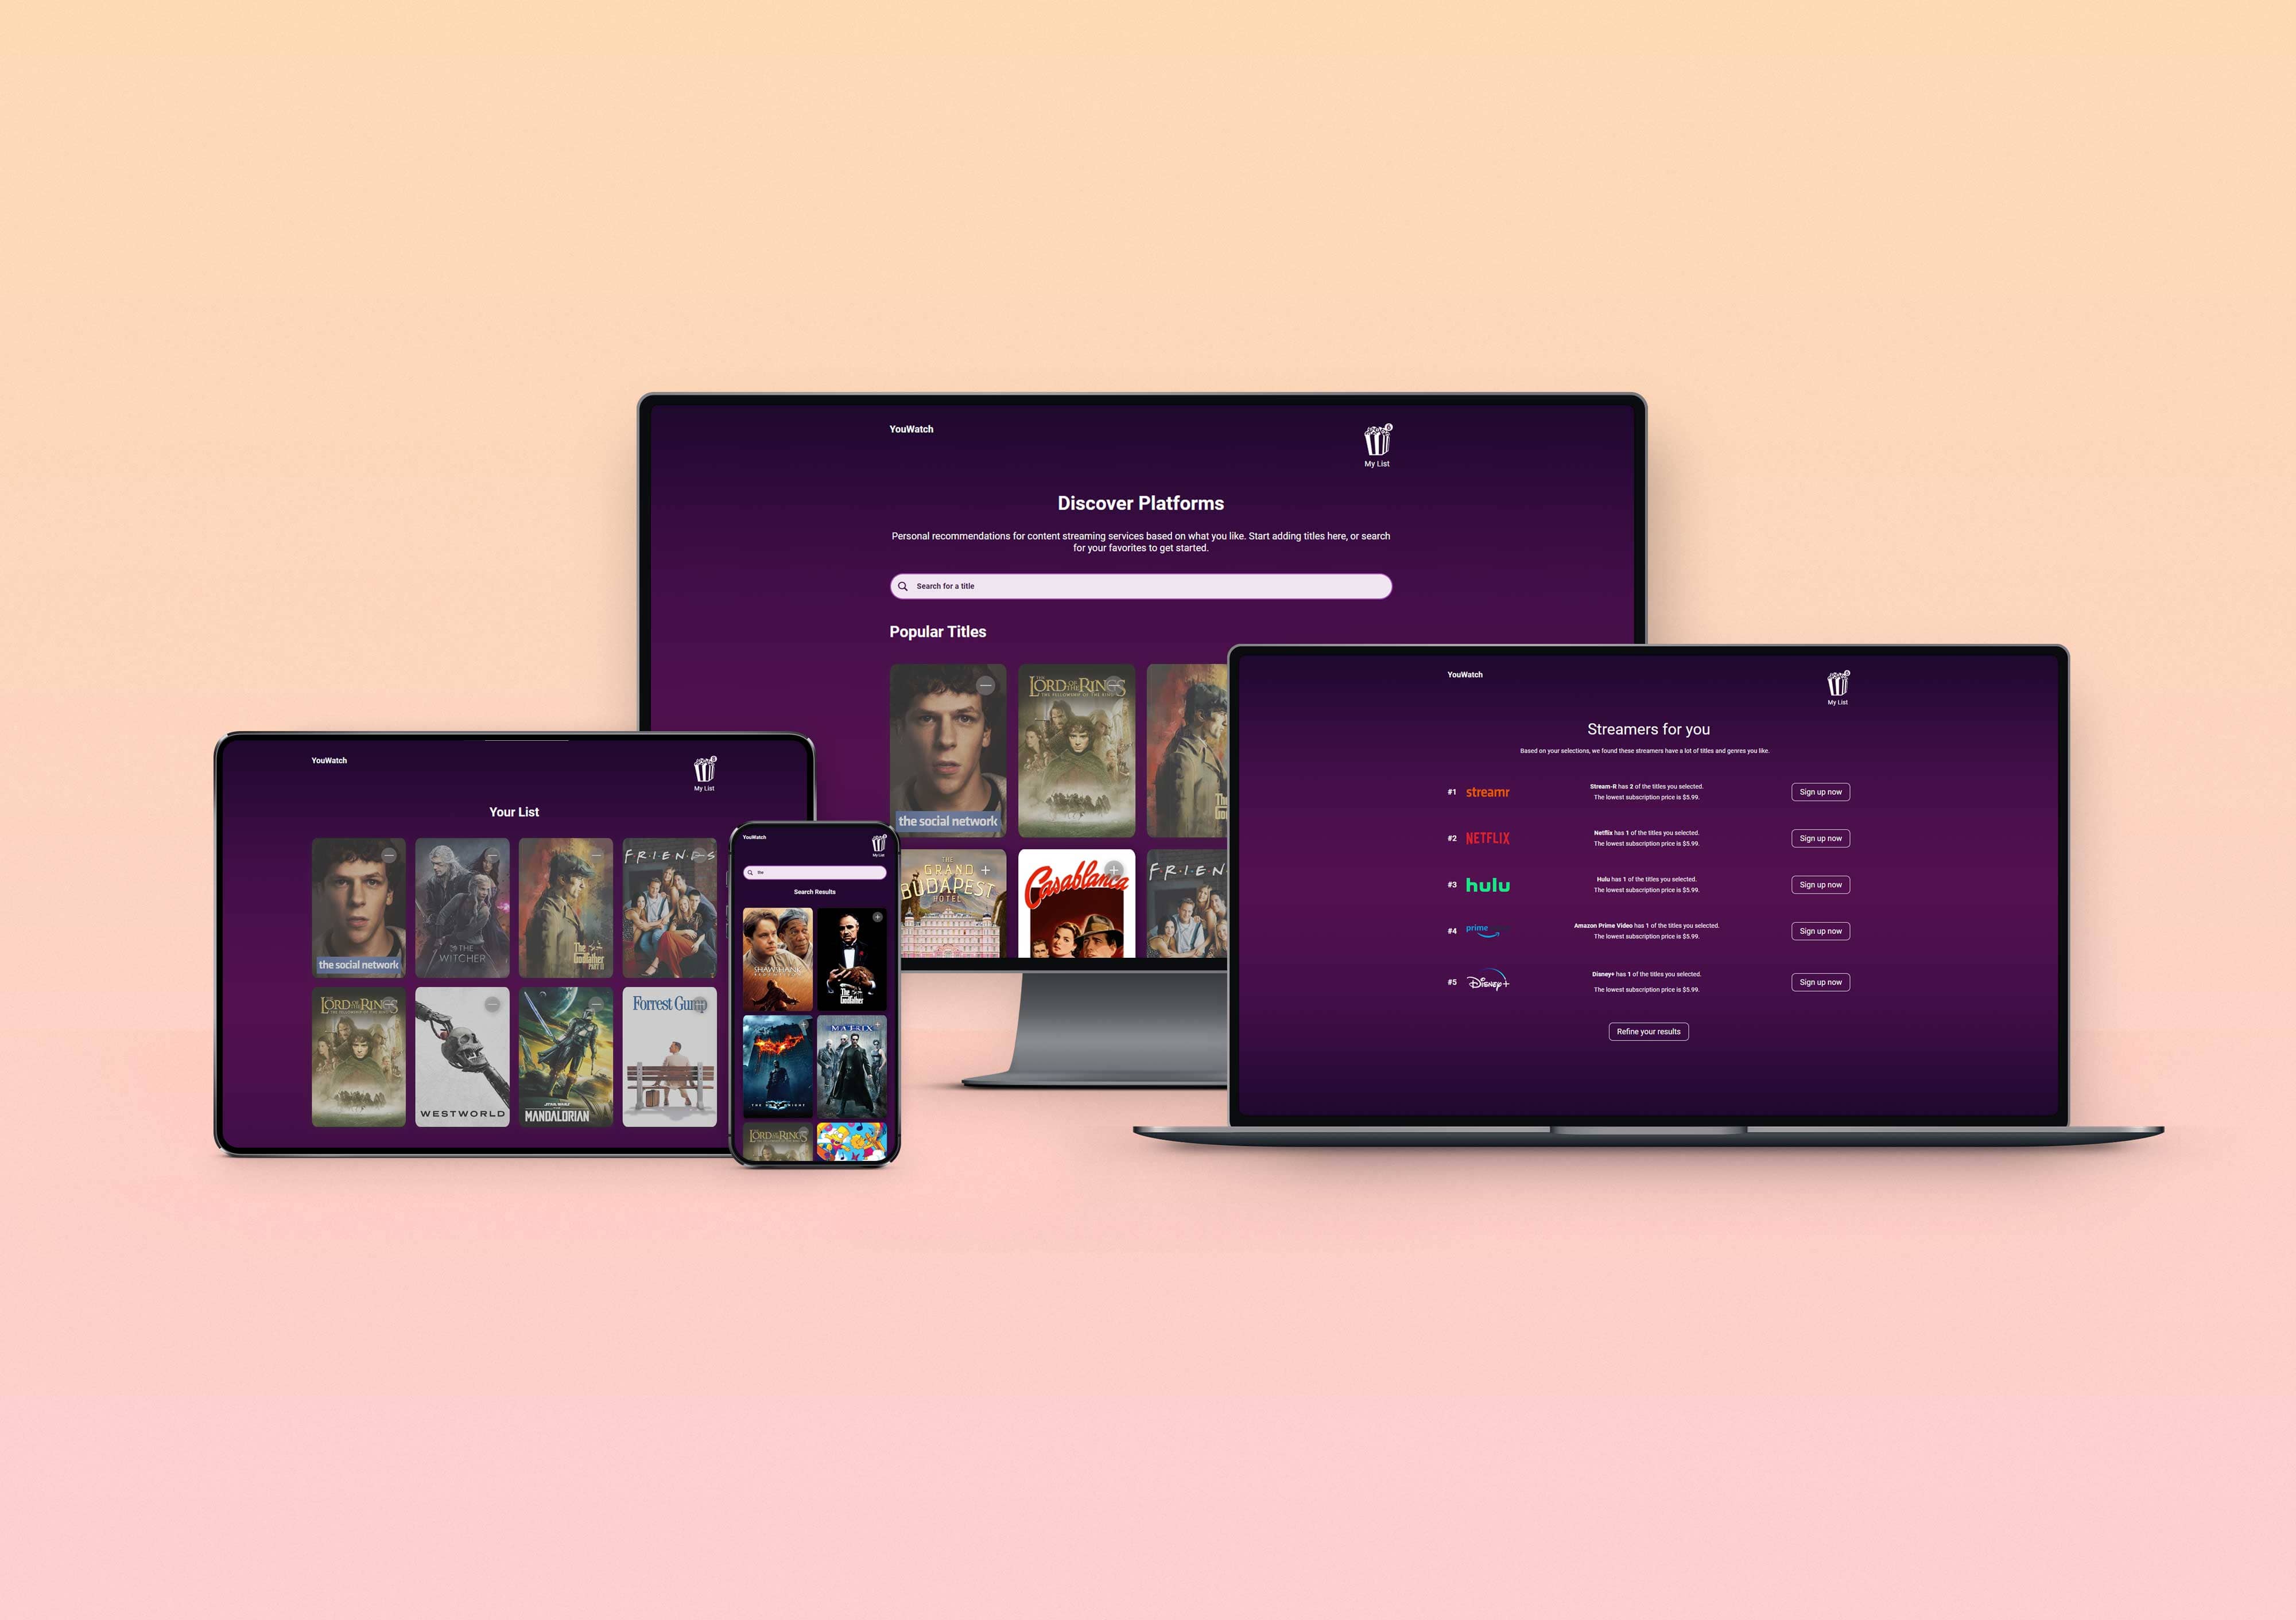 YouWatch
My List
Discover Platforms
Personal recommendations for content streaming services based on what you like. Start adding titles here, or search
for your favorites to get started.
Search for a title
Popular Titles
the social network
THE
LORD OF THE RINGS
THE FELLOWSHIP OF THE RING
The
God
THE
GRAND
BUDAPEST
HOTEL
Casablanca
F·R·I·E·N
YouWatch
My List
Your List
the social network
THE
WITCHER
The
Godfather
PART II
F·R·I·E·N·D·S
LORD OF THE RINGS
WESTWORLD
STAR WARS
THE
MANDALORIAN
Forrest Gump
YouWatch
My List
the
Search Results
SHAWSHANK
The
Godfather
THE DARK KNIGHT
MATRIX
LORD OF THE RINGS
YouWatch
My List
Streamers for you
Based on your selections, we found these streamers have a lot of titles and genres you like.
#1 streamr Stream-R has 2 of the titles you selected.
The lowest subscription price is $5.99.
Sign up now
#2 NETFLIX Netflix has 1 of the titles you selected.
The lowest subscription price is $5.99.
Sign up now
#3 hulu Hulu has 1 of the titles you selected.
The lowest subscription price is $5.99.
Sign up now
#4 prime Amazon Prime Video has 1 of the titles you selected.
The lowest subscription price is $5.99.
Sign up now
#5 Disney+ Disney+ has 1 of the titles you selected.
The lowest subscription price is $5.99.
Sign up now
Refine your results